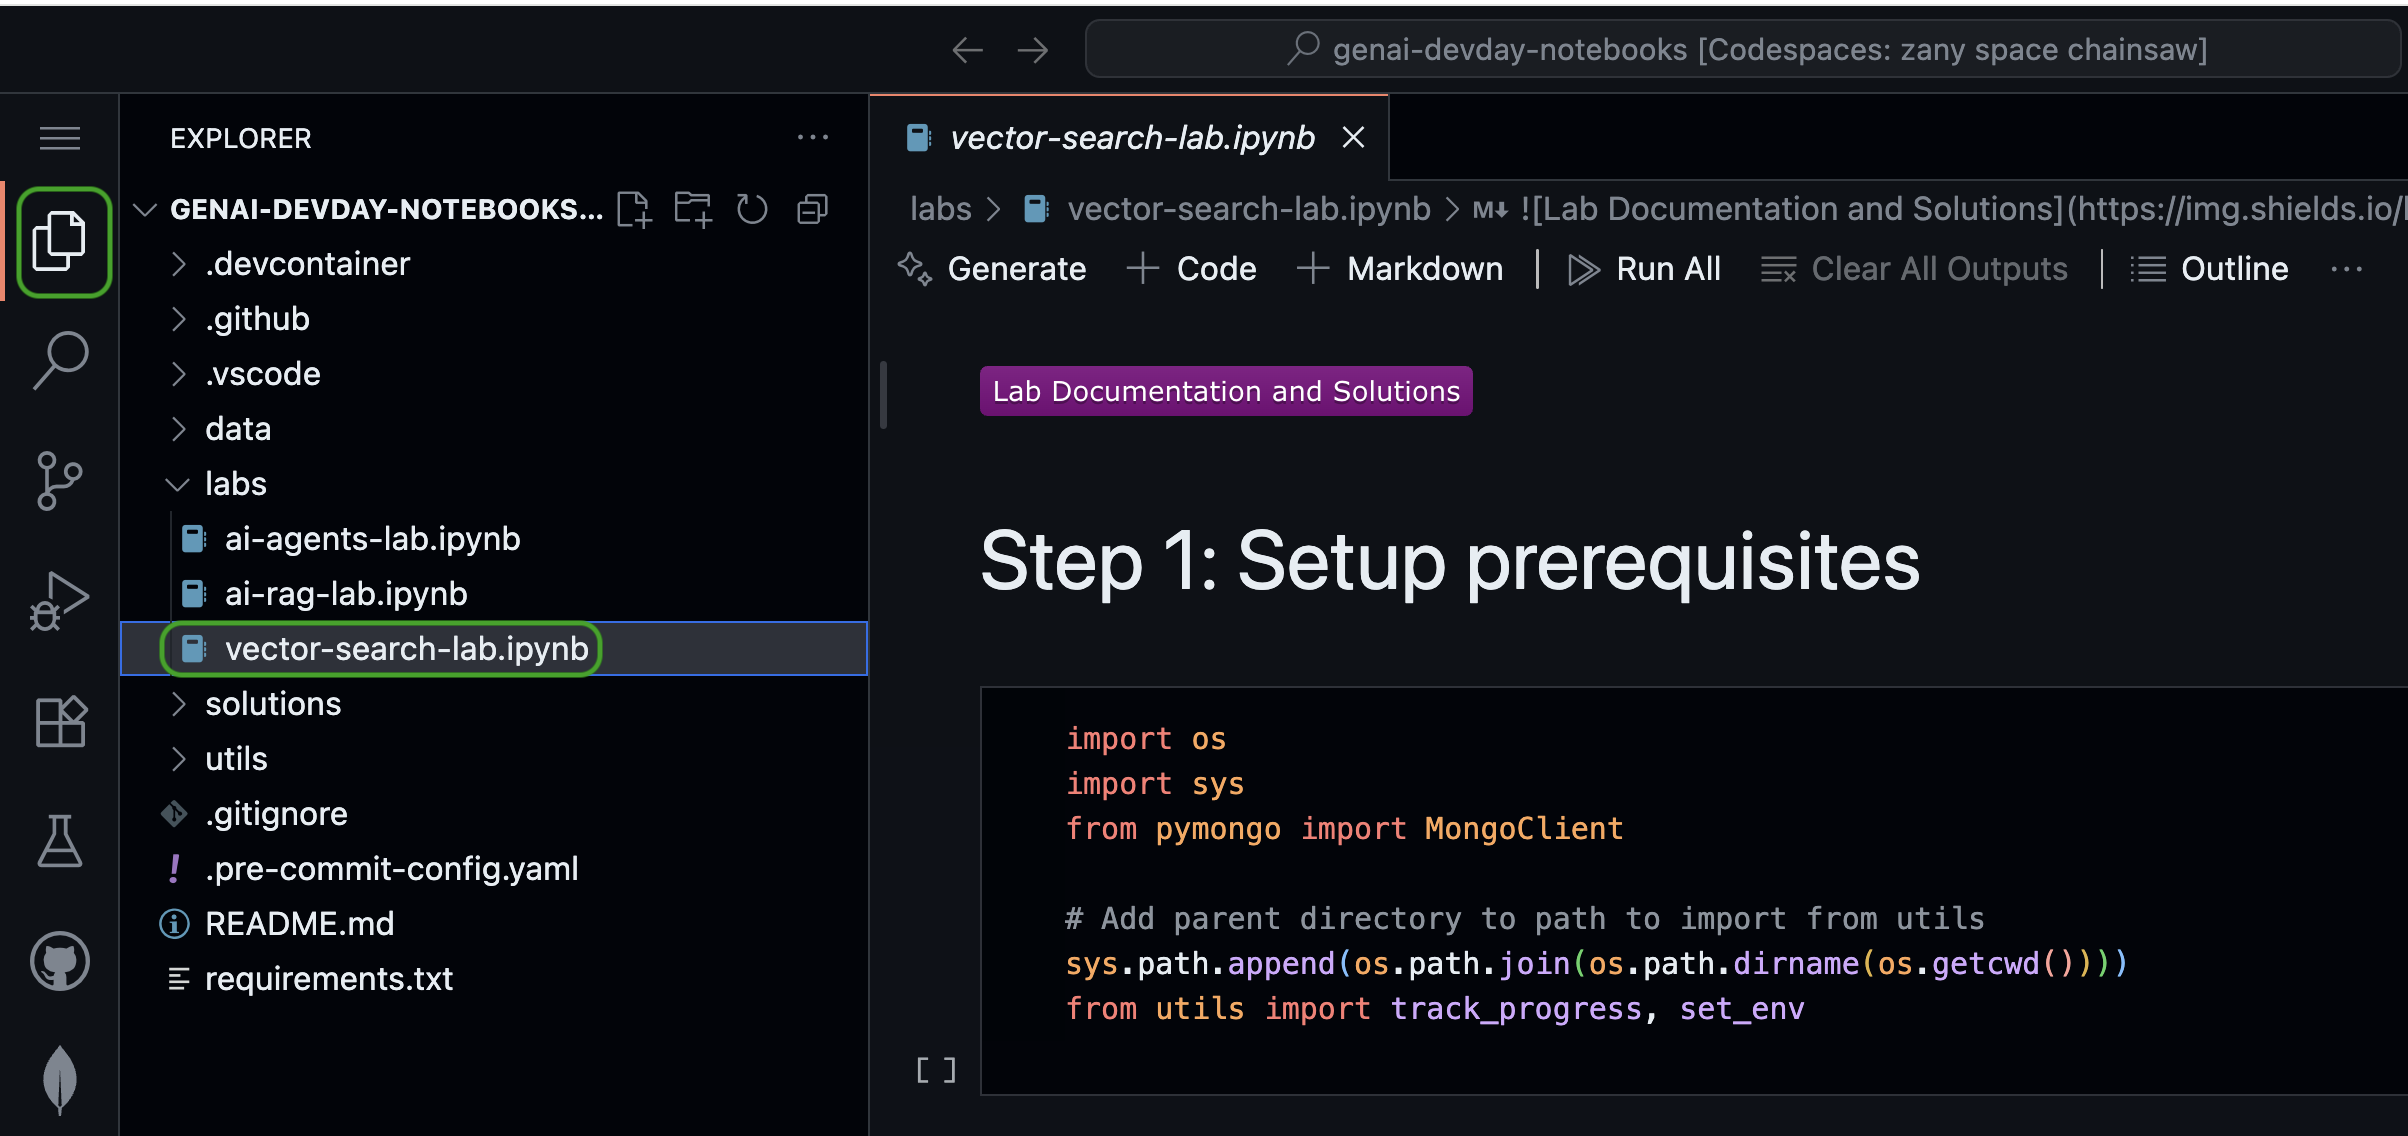 genai-devday-notebooks [Codespaces: zany space chainsaw]
EXPLORER
GENAI-DEVDAY-NOTEBOOKS...
.devcontainer
.github
.vscode
data
labs
ai-agents-lab.ipynb
ai-rag-lab.ipynb
vector-search-lab.ipynb
solutions
utils
.gitignore
.pre-commit-config.yaml
README.md
requirements.txt
vector-search-lab.ipynb
labs > vector-search-lab.ipynb > M↓ ![Lab Documentation and Solutions](https://img.shields.io/
Generate + Code + Markdown | Run All Clear All Outputs | Outline ...
Lab Documentation and Solutions
Step 1: Setup prerequisites
import os
import sys
from pymongo import MongoClient
# Add parent directory to path to import from utils
sys.path.append(os.path.join(os.path.dirname(os.getcwd())))
from utils import track_progress, set_env
[ ]